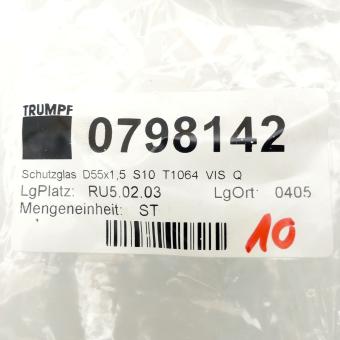 TRUMPF
0798142
Schutzglas D55x1,5 S10 T1064 VIS Q
LgPlatz: RU5.02.03 LgOrt: 0405
Mengeneinheit: ST
10